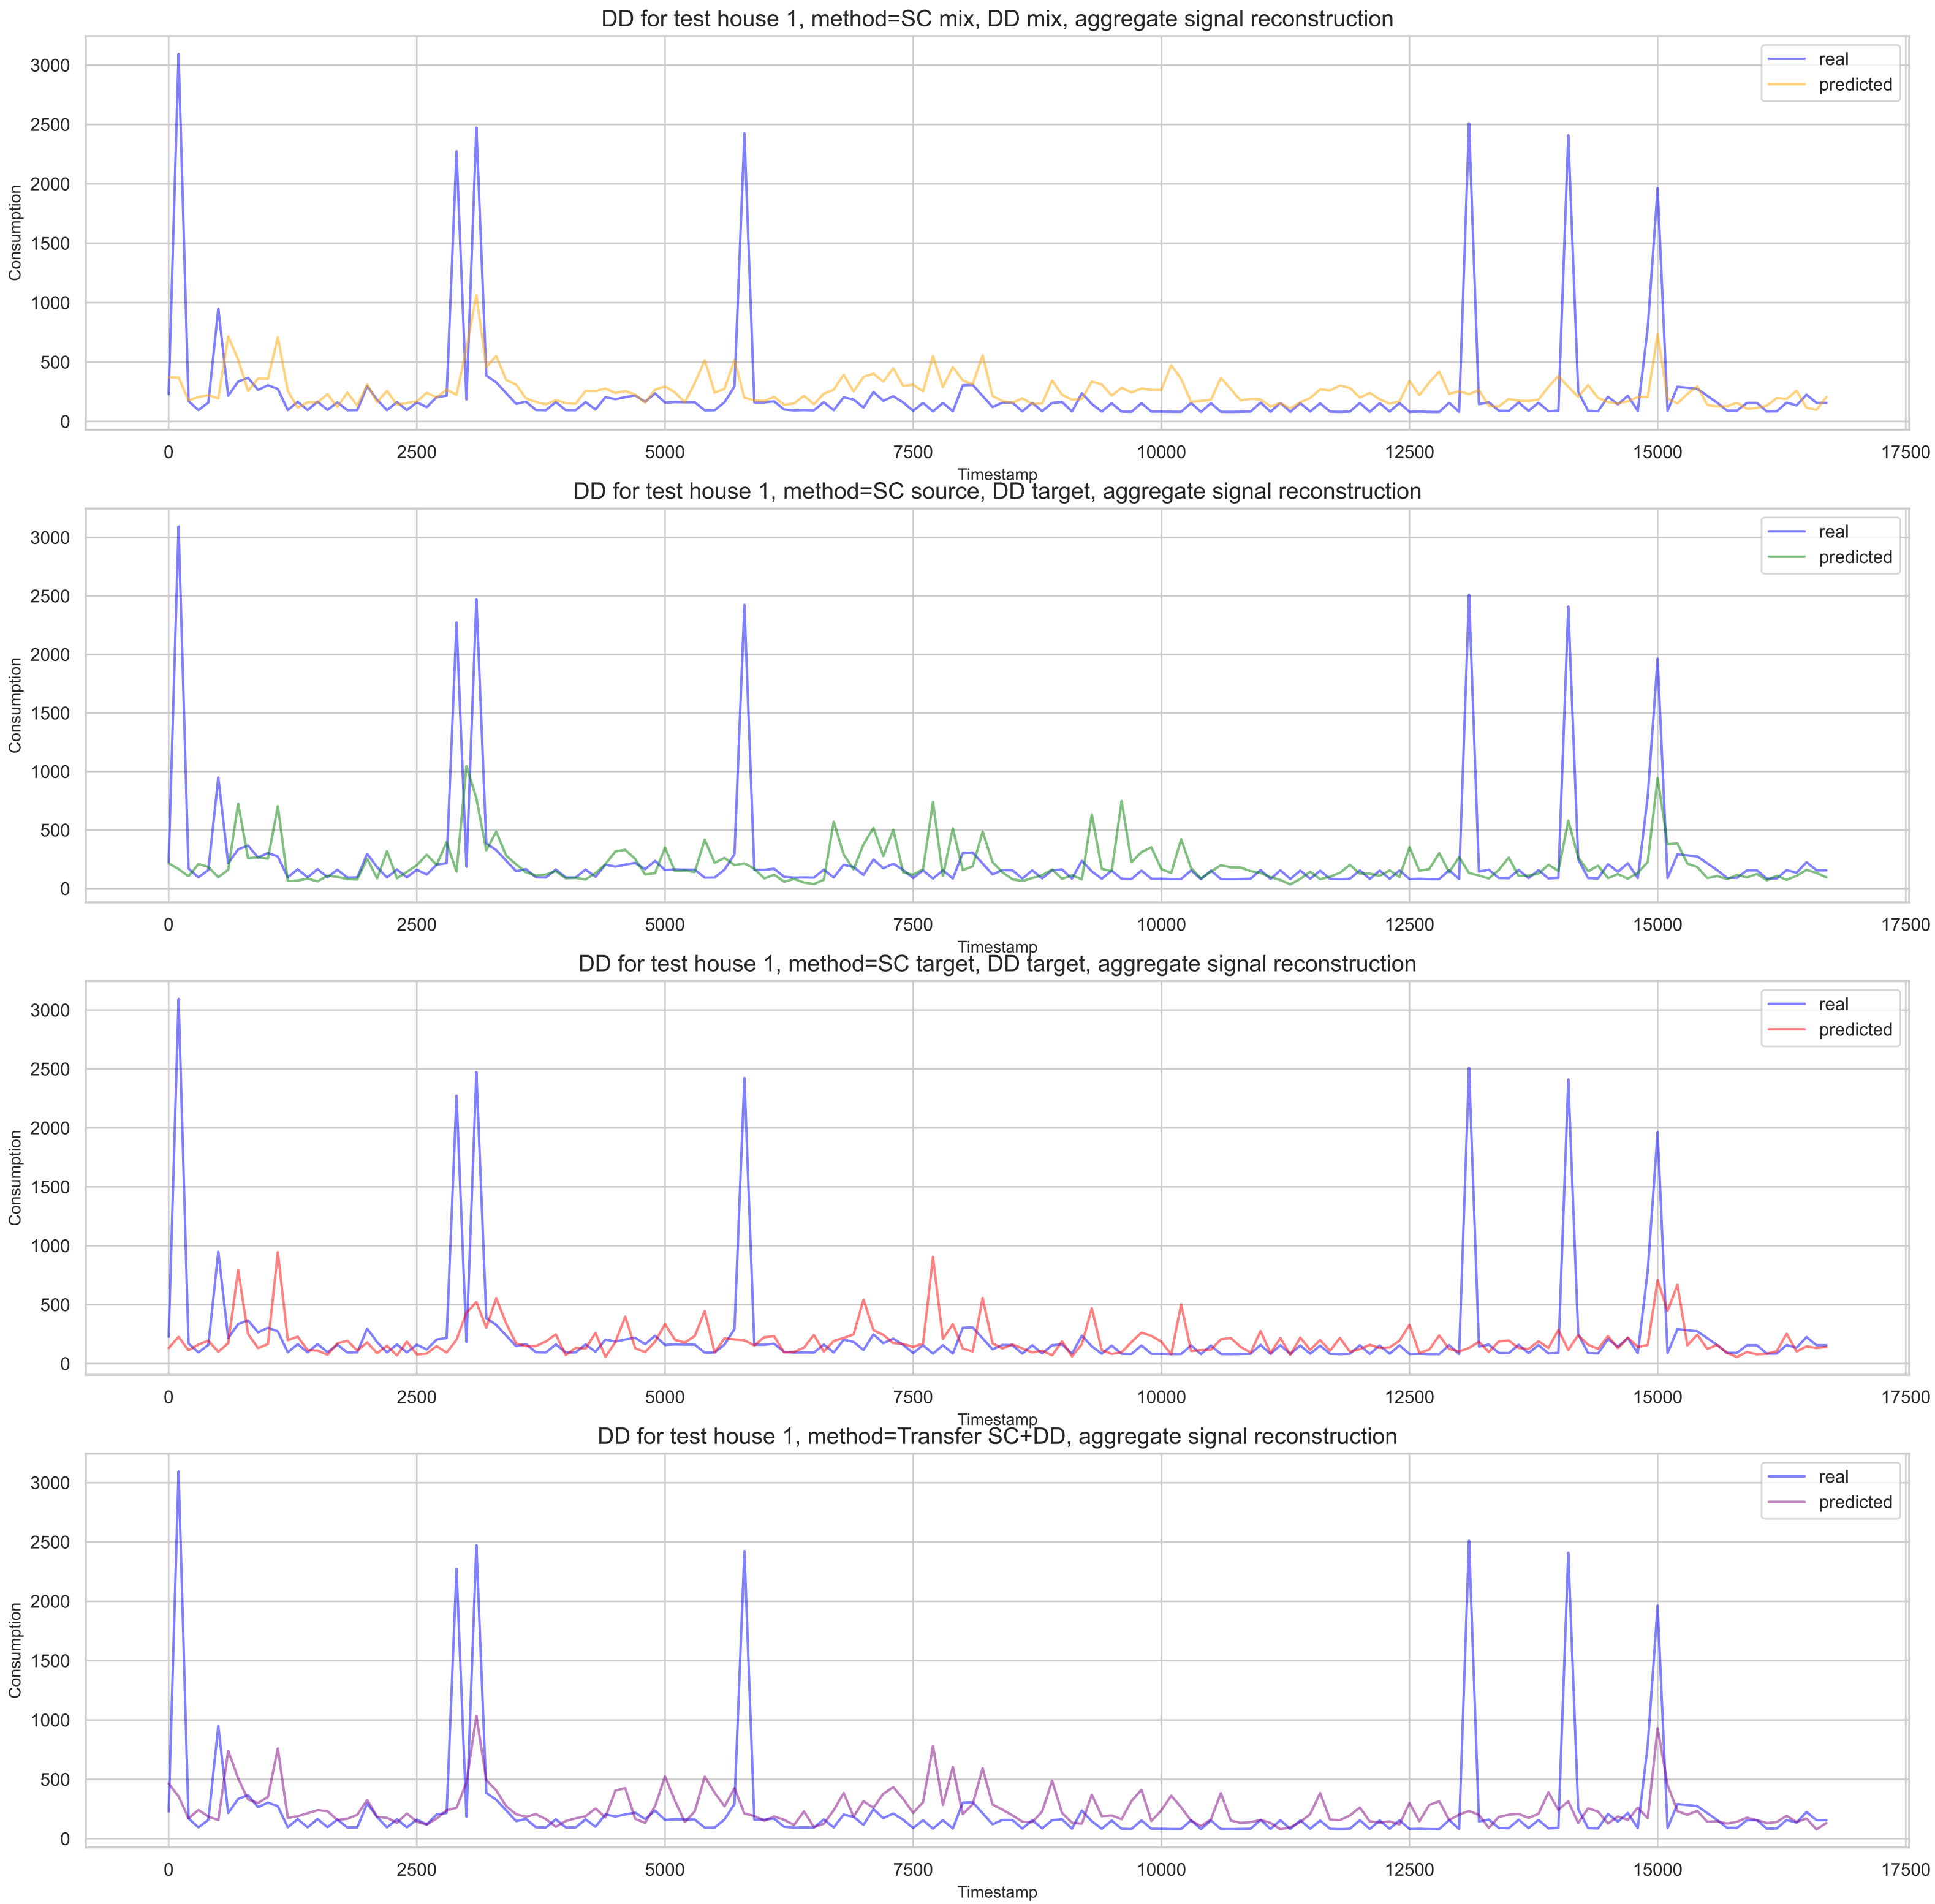 DD for test house 1, method=SC mix, DD mix, aggregate signal reconstruction
3000
2500
2000
1500
1000
500
0
Consumption
real
predicted
0 2500 5000 7500 10000 12500 15000 17500
Timestamp
DD for test house 1, method=SC source, DD target, aggregate signal reconstruction
3000
2500
2000
1500
1000
500
0
Consumption
real
predicted
0 2500 5000 7500 10000 12500 15000 17500
Timestamp
DD for test house 1, method=SC target, DD target, aggregate signal reconstruction
3000
2500
2000
1500
1000
500
0
Consumption
real
predicted
0 2500 5000 7500 10000 12500 15000 17500
Timestamp
DD for test house 1, method=Transfer SC+DD, aggregate signal reconstruction
3000
2500
2000
1500
1000
500
0
Consumption
real
predicted
0 2500 5000 7500 10000 12500 15000 17500
Timestamp